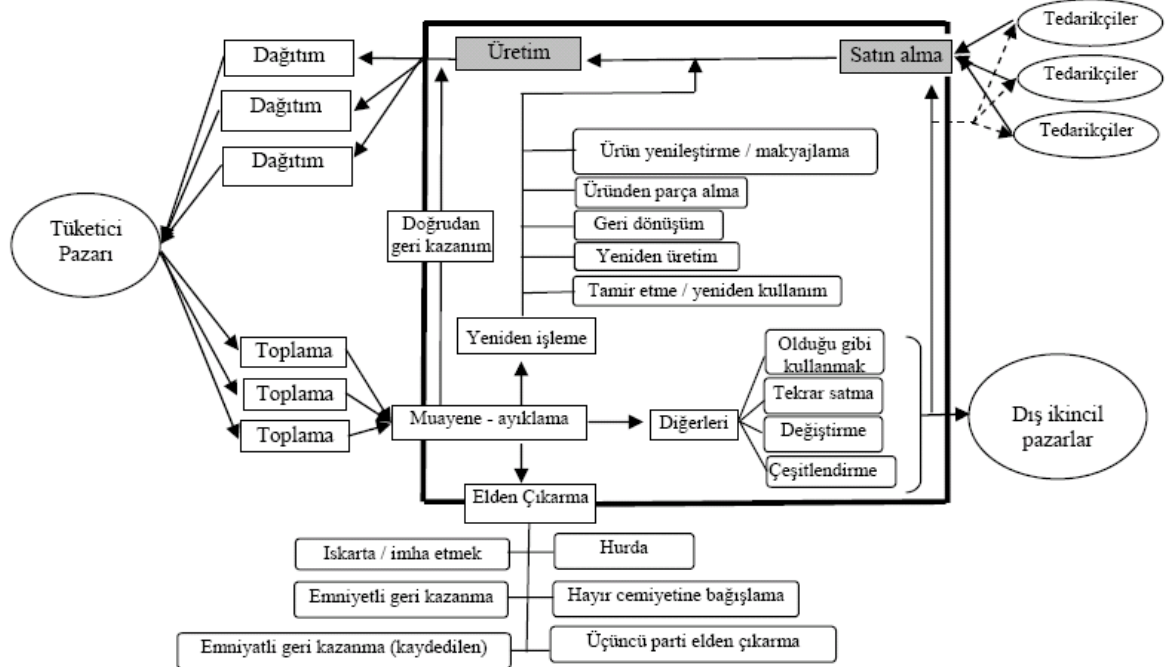 Tedarikçiler
Dağıtım
Üretim
Satın alma
Tedarikçiler
Dağıtım
Tedarikçiler
Dağıtım
Ürün yenileştirme / makyajlama
Üründen parça alma
Tüketici
Pazarı
Doğrudan
geri kazanım
Geri dönüşüm
Yeniden üretim
Tamir etme / yeniden kullanım
Yeniden işleme
Toplama
Olduğu gibi
kullanmak
Toplama
Tekrar satma
Muayene - ayıklama
Diğerleri
Dış ikincil
pazarlar
Toplama
Değiştirme
Çeşitlendirme
Elden Çıkarma
Iskarta / imha etmek
Hurda
Emniyetli geri kazanma
Hayır cemiyetine bağışlama
Emniyatli geri kazanma (kaydedilen)
Üçüncü parti elden çıkarma